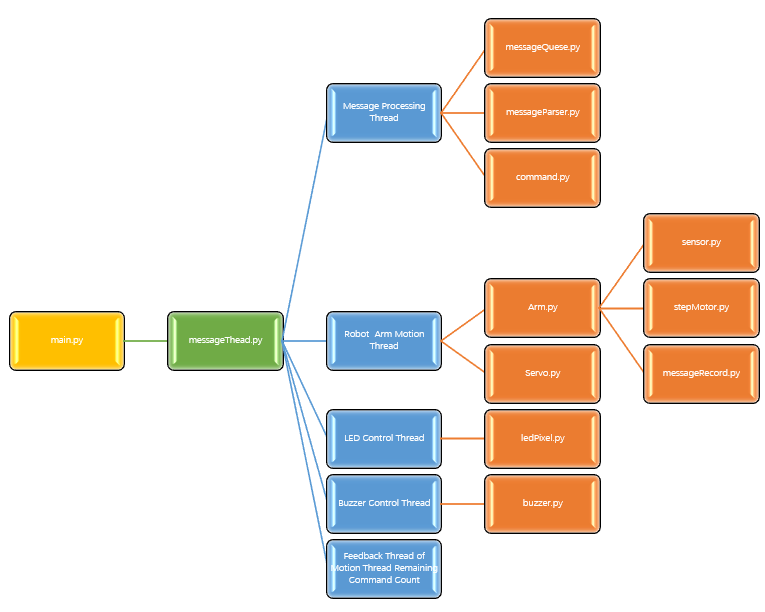 main.py
messageThead.py
Message Processing
Thread
messageQuese.py
messageParser.py
command.py
Robot Arm Motion
Thread
Arm.py
sensor.py
stepMotor.py
messageRecord.py
Servo.py
LED Control Thread
ledPixel.py
Buzzer Control Thread
buzzer.py
Feedback Thread of
Motion Thread Remaining
Command Count